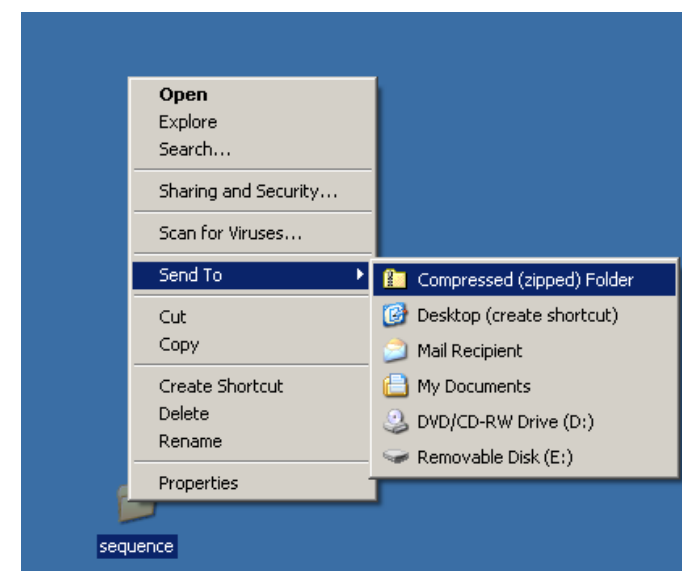 Open
Explore
Search...
Sharing and Security...
Scan for Viruses...
Send To
Cut
Copy
Create Shortcut
Delete
Rename
Properties
Compressed (zipped) Folder
Desktop (create shortcut)
Mail Recipient
My Documents
DVD/CD-RW Drive (D:)
Removable Disk (E:)
sequence